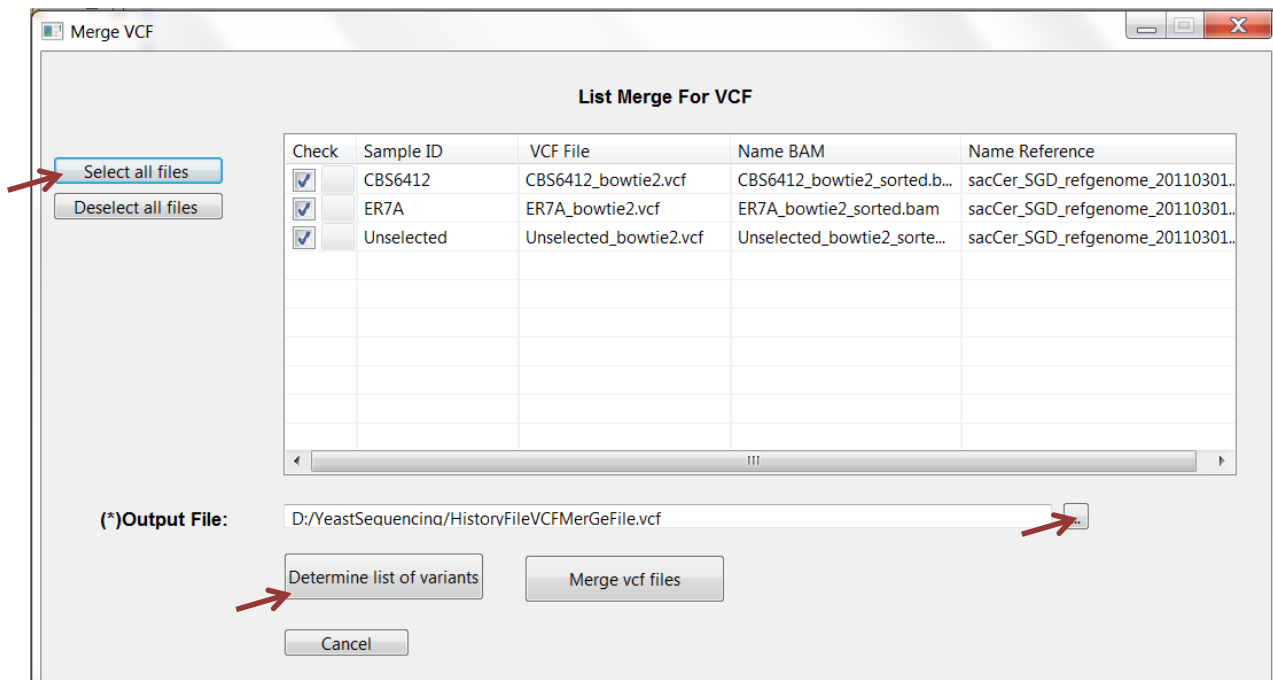 Merge VCF
List Merge For VCF
Select all files
Deselect all files
Check Sample ID VCF File Name BAM Name Reference
CBS6412 CBS6412_bowtie2.vcf CBS6412_bowtie2_sorted.b... sacCer_SGD_refgenome_20110301..
ER7A ER7A_bowtie2.vcf ER7A_bowtie2_sorted.bam sacCer_SGD_refgenome_20110301..
Unselected Unselected_bowtie2.vcf Unselected_bowtie2_sorte... sacCer_SGD_refgenome_20110301..
(*)Output File: D:/YeastSequencing/HistoryFileVCFMerGeFile.vcf ...
Determine list of variants Merge vcf files
Cancel